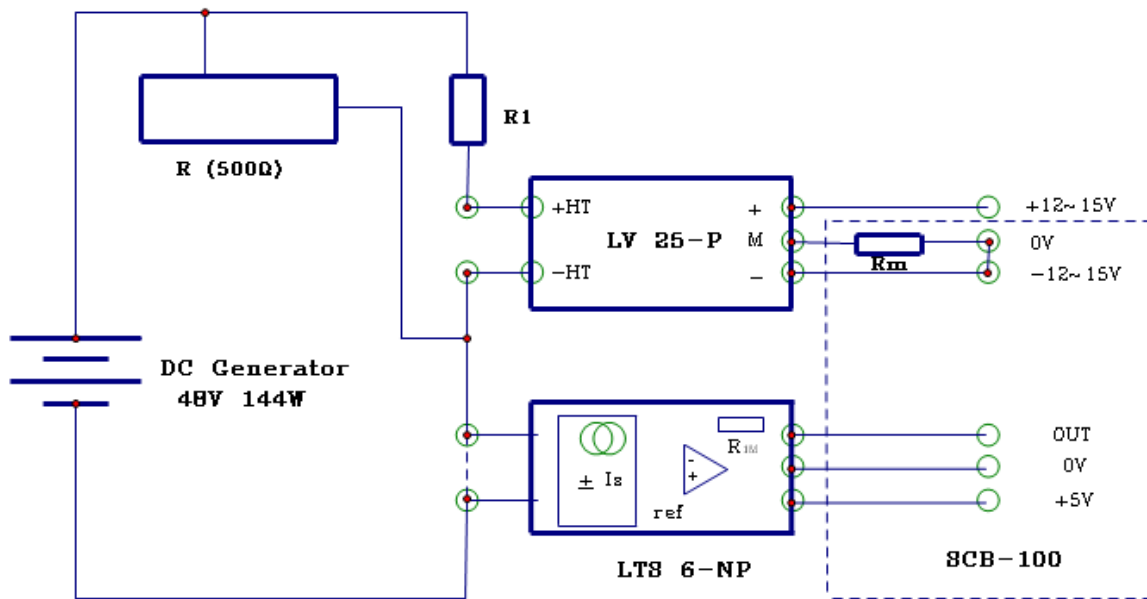 R1
R (500Ω)
+HT
+
+12~15V
LV 25-P
M
0V
Rm
-HT
-
-12~15V
DC Generator
48V 144W
R1M
OUT
-
+
0V
± Is
ref
+5V
LTS 6-NP
SCB-100